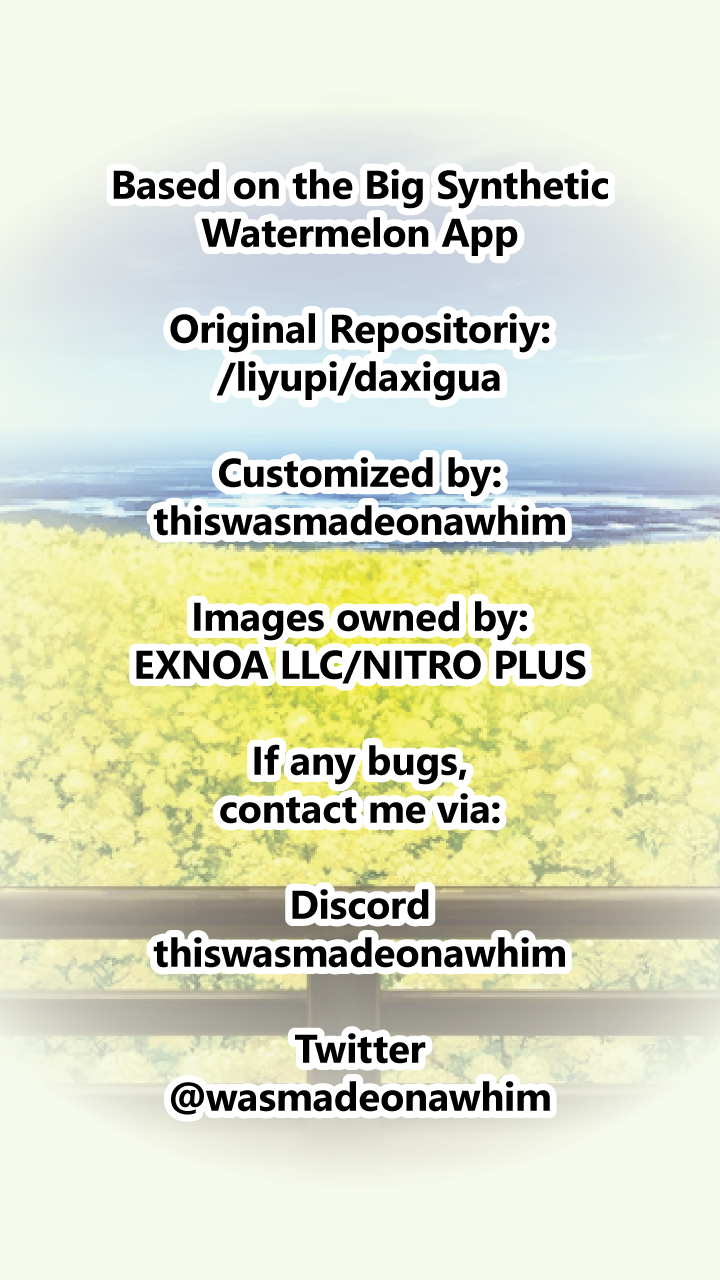 Based on the Big Synthetic
Watermelon App
Original Repositoriy:
/liyupi/daxigua
Customized by:
thiswasmadeonawhim
Images owned by:
EXNOA LLC/NITRO PLUS
If any bugs,
contact me via:
Discord
thiswasmadeonawhim
Twitter
@wasmadeonawhim